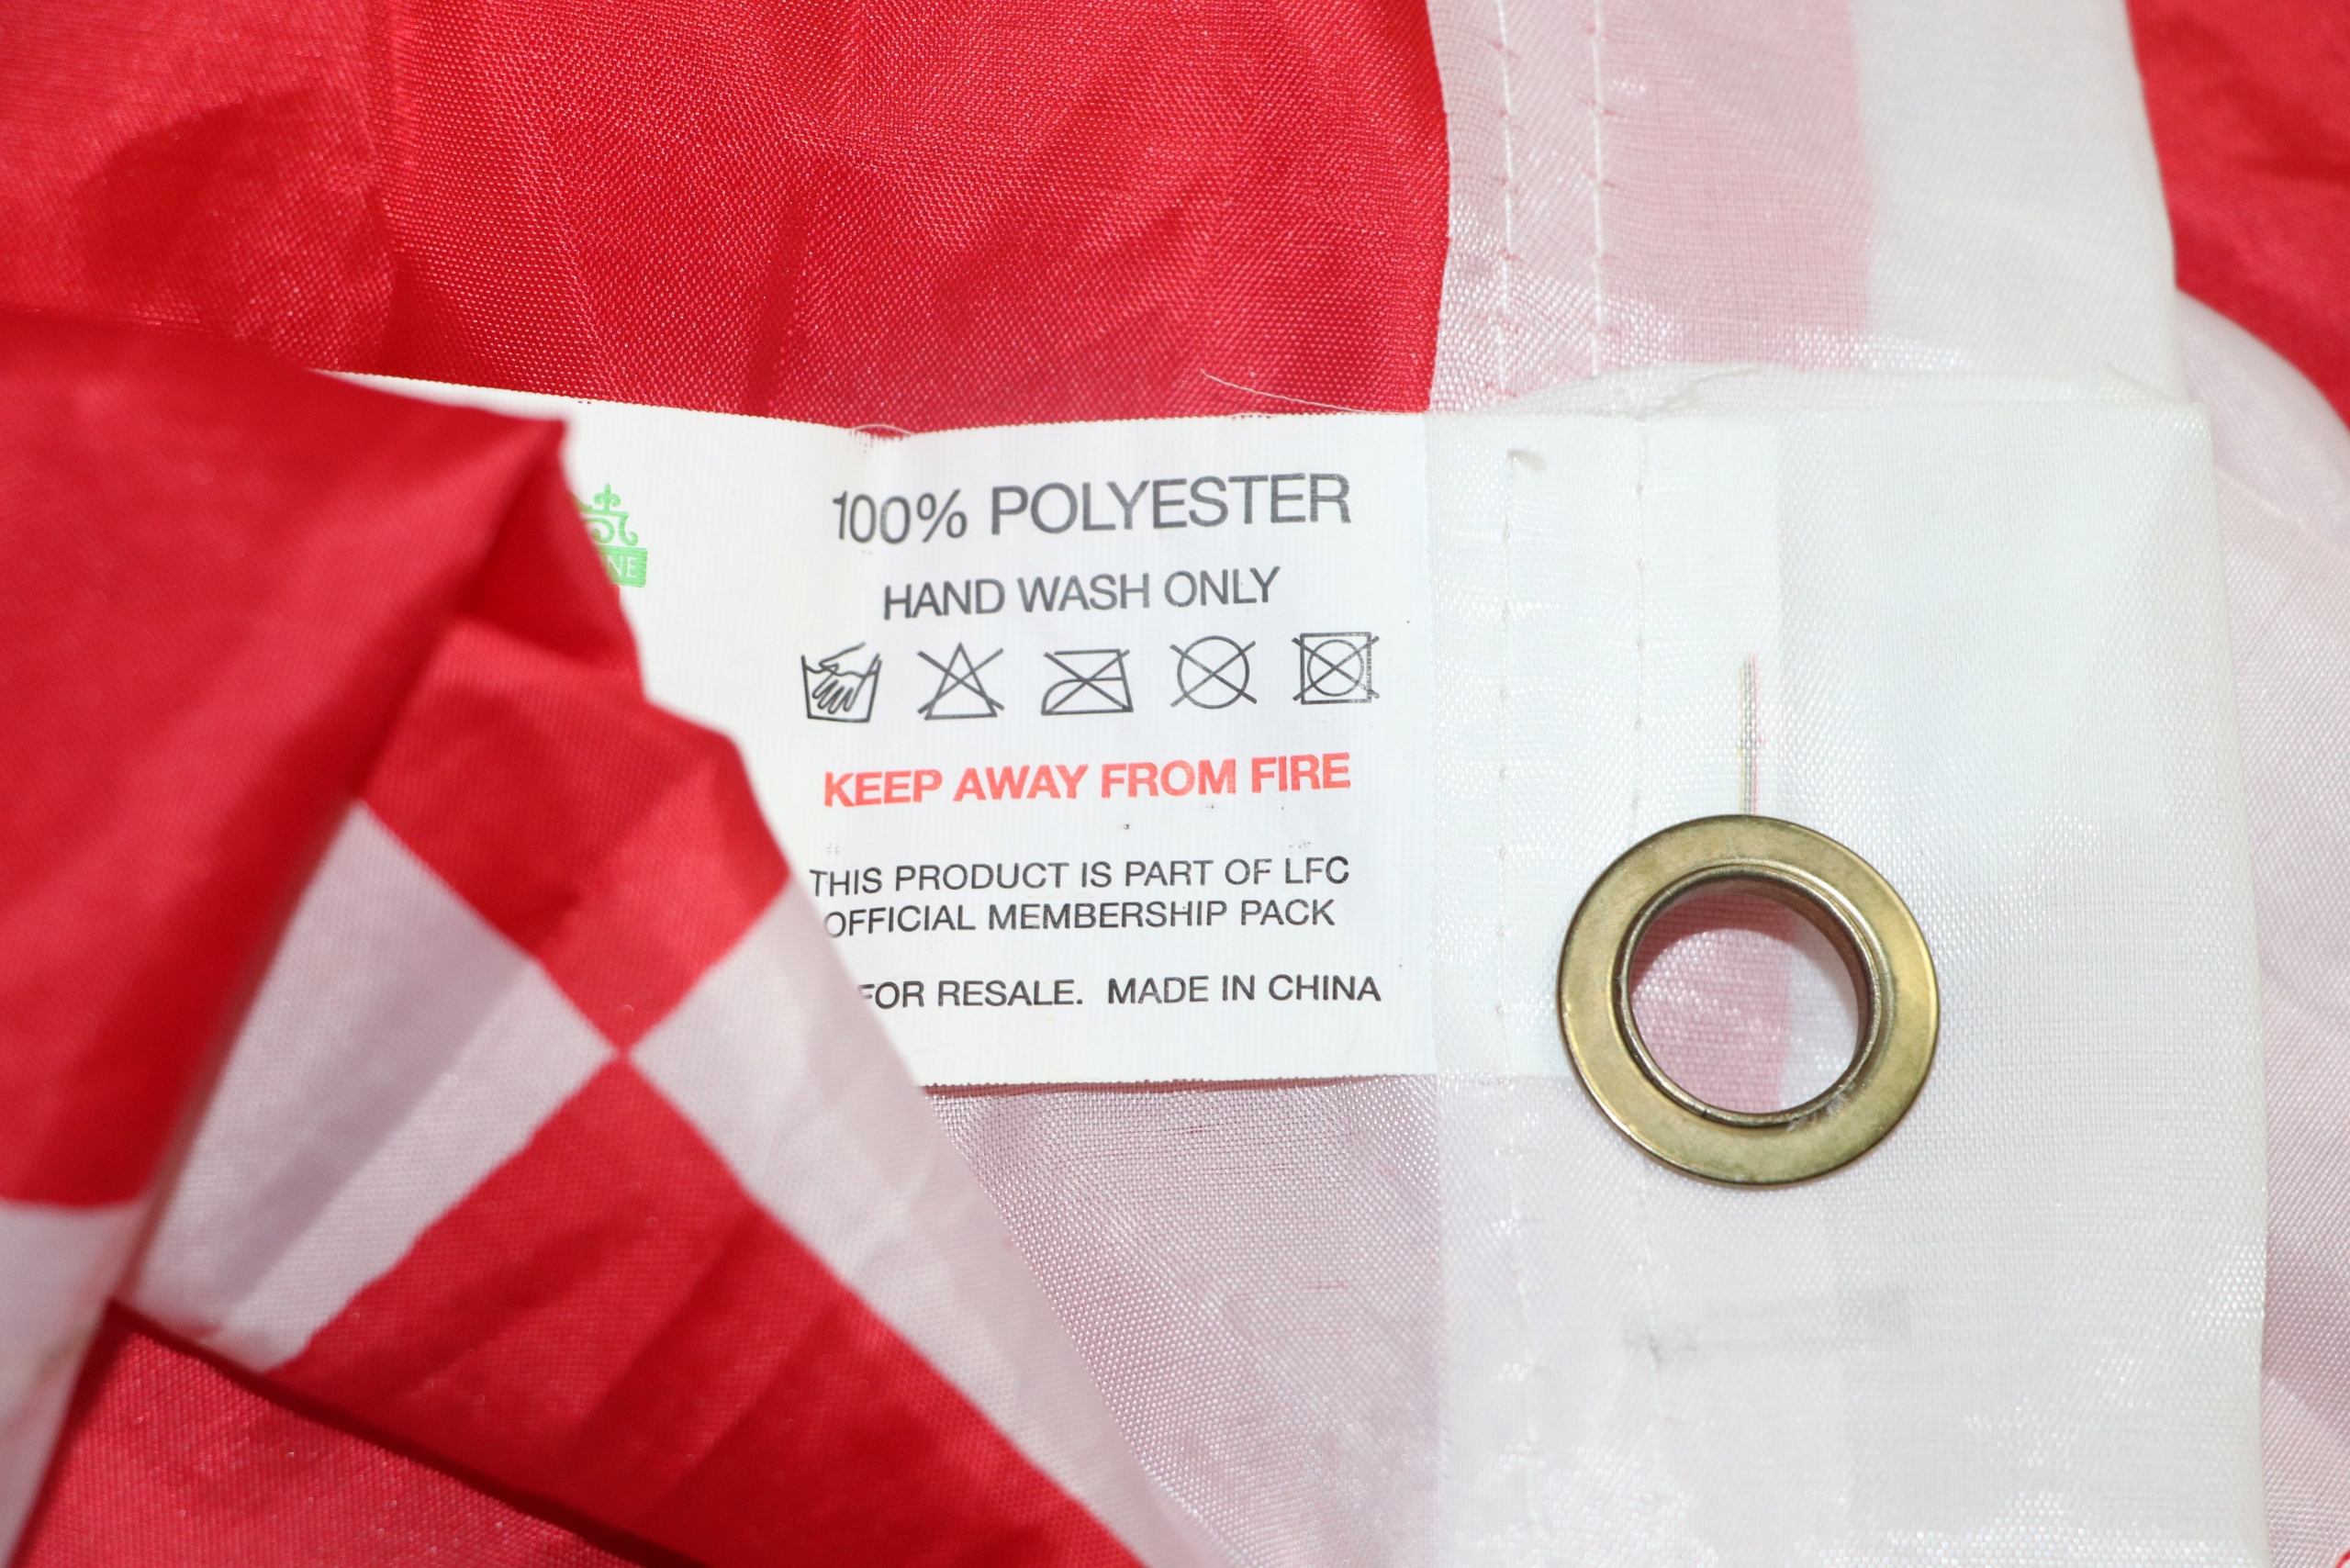 100% POLYESTER
HAND WASH ONLY
KEEP AWAY FROM FIRE
THIS PRODUCT IS PART OF LFC
OFFICIAL MEMBERSHIP PACK
FOR RESALE. MADE IN CHINA